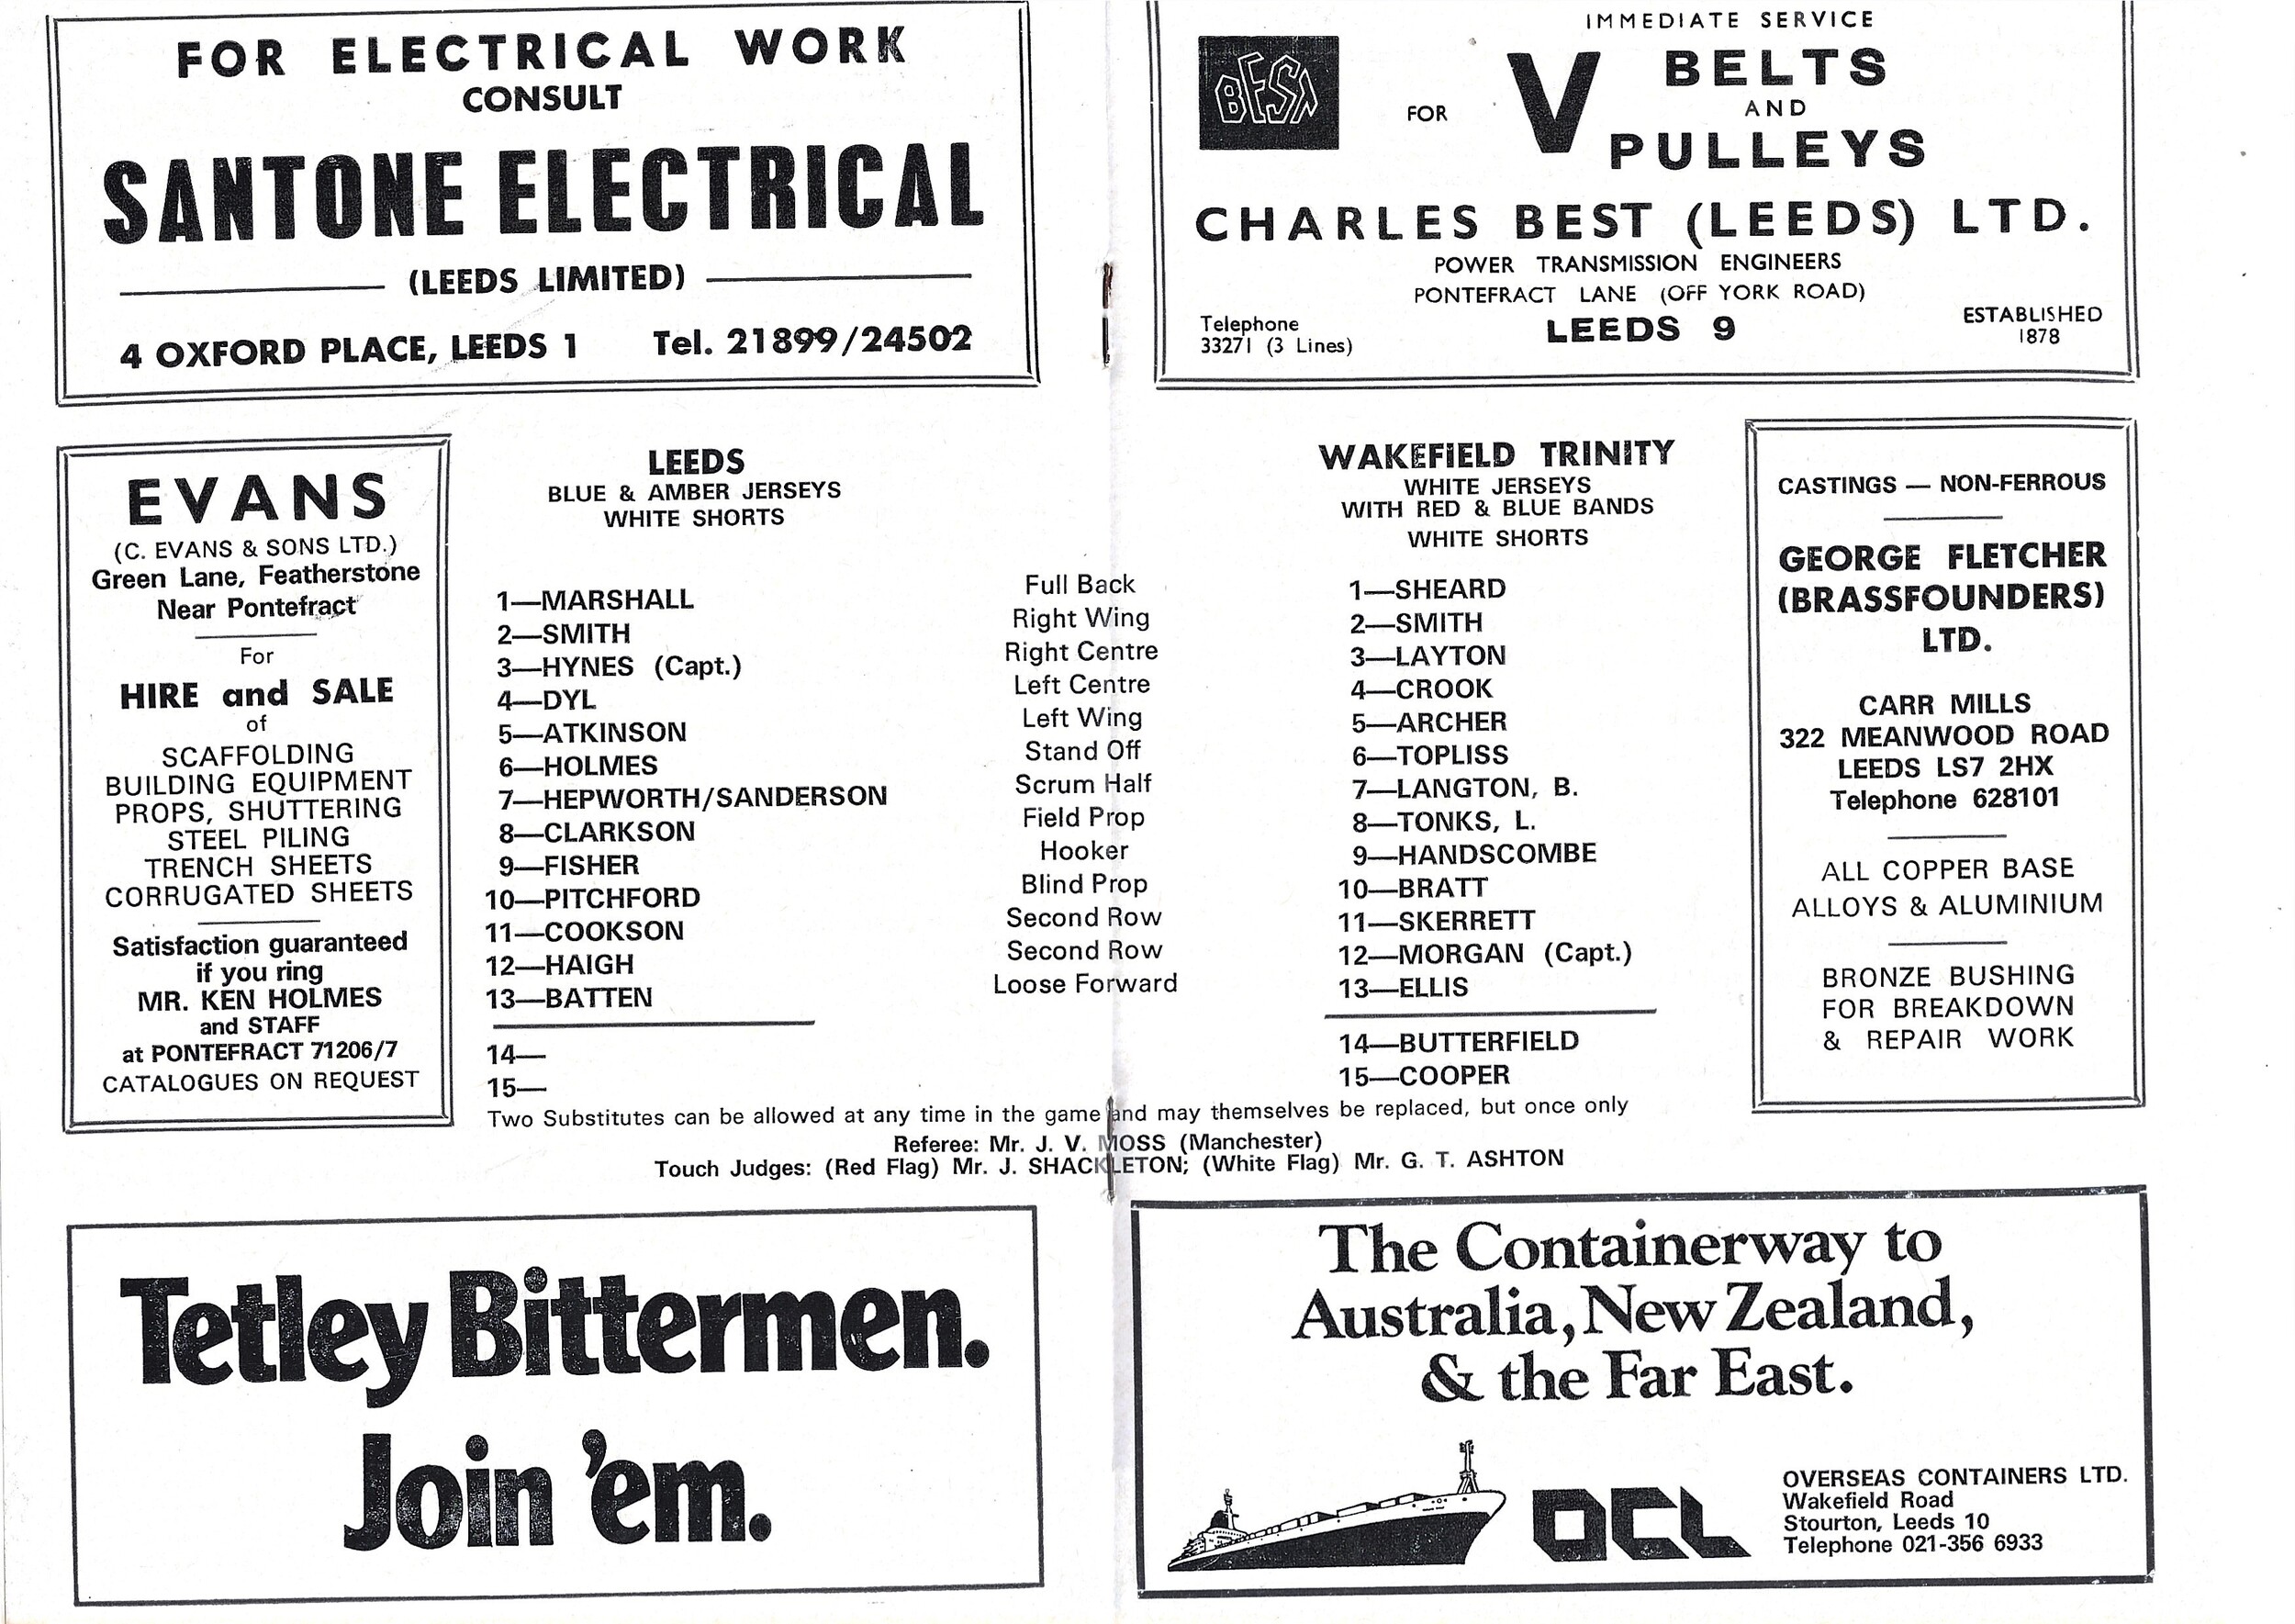 FOR ELECTRICAL WORK
CONSULT
SANTONE ELECTRICAL
(LEEDS LIMITED)
4 OXFORD PLACE, LEEDS 1 Tel. 21899/24502
IMMEDIATE SERVICE
BESA
FOR
V BELTS
AND
PULLEYS
CHARLES BEST (LEEDS) LTD.
POWER TRANSMISSION ENGINEERS
PONTEFRACT LANE (OFF YORK ROAD)
LEEDS 9
Telephone
33271 (3 Lines)
ESTABLISHED
1878
EVANS
(C. EVANS & SONS LTD.)
Green Lane, Featherstone
Near Pontefract
For
HIRE and SALE
of
SCAFFOLDING
BUILDING EQUIPMENT
PROPS, SHUTTERING
STEEL PILING
TRENCH SHEETS
CORRUGATED SHEETS
Satisfaction guaranteed
if you ring
MR. KEN HOLMES
and STAFF
at PONTEFRACT 71206/7
CATALOGUES ON REQUEST
LEEDS
BLUE & AMBER JERSEYS
WHITE SHORTS
1—MARSHALL
2—SMITH
3—HYNES (Capt.)
4—DYL
5—ATKINSON
6—HOLMES
7—HEPWORTH/SANDERSON
8—CLARKSON
9—FISHER
10—PITCHFORD
11—COOKSON
12—HAIGH
13—BATTEN
14—
15—
Full Back
Right Wing
Right Centre
Left Centre
Left Wing
Stand Off
Scrum Half
Field Prop
Hooker
Blind Prop
Second Row
Second Row
Loose Forward
WAKEFIELD TRINITY
WHITE JERSEYS
WITH RED & BLUE BANDS
WHITE SHORTS
1—SHEARD
2—SMITH
3—LAYTON
4—CROOK
5—ARCHER
6—TOPLISS
7—LANGTON, B.
8—TONKS, L.
9—HANDSCOMBE
10—BRATT
11—SKERRETT
12—MORGAN (Capt.)
13—ELLIS
14—BUTTERFIELD
15—COOPER
Two Substitutes can be allowed at any time in the game and may themselves be replaced, but once only
Referee: Mr. J. V. MOSS (Manchester)
Touch Judges: (Red Flag) Mr. J. SHACKLETON; (White Flag) Mr. G. T. ASHTON
CASTINGS — NON-FERROUS
GEORGE FLETCHER
(BRASSFOUNDERS)
LTD.
CARR MILLS
322 MEANWOOD ROAD
LEEDS LS7 2HX
Telephone 628101
ALL COPPER BASE
ALLOYS & ALUMINIUM
BRONZE BUSHING
FOR BREAKDOWN
& REPAIR WORK
Tetley Bittermen.
Join 'em.
The Containerway to
Australia, New Zealand,
& the Far East.
OCL
OVERSEAS CONTAINERS LTD.
Wakefield Road
Stourton, Leeds 10
Telephone 021-356 6933